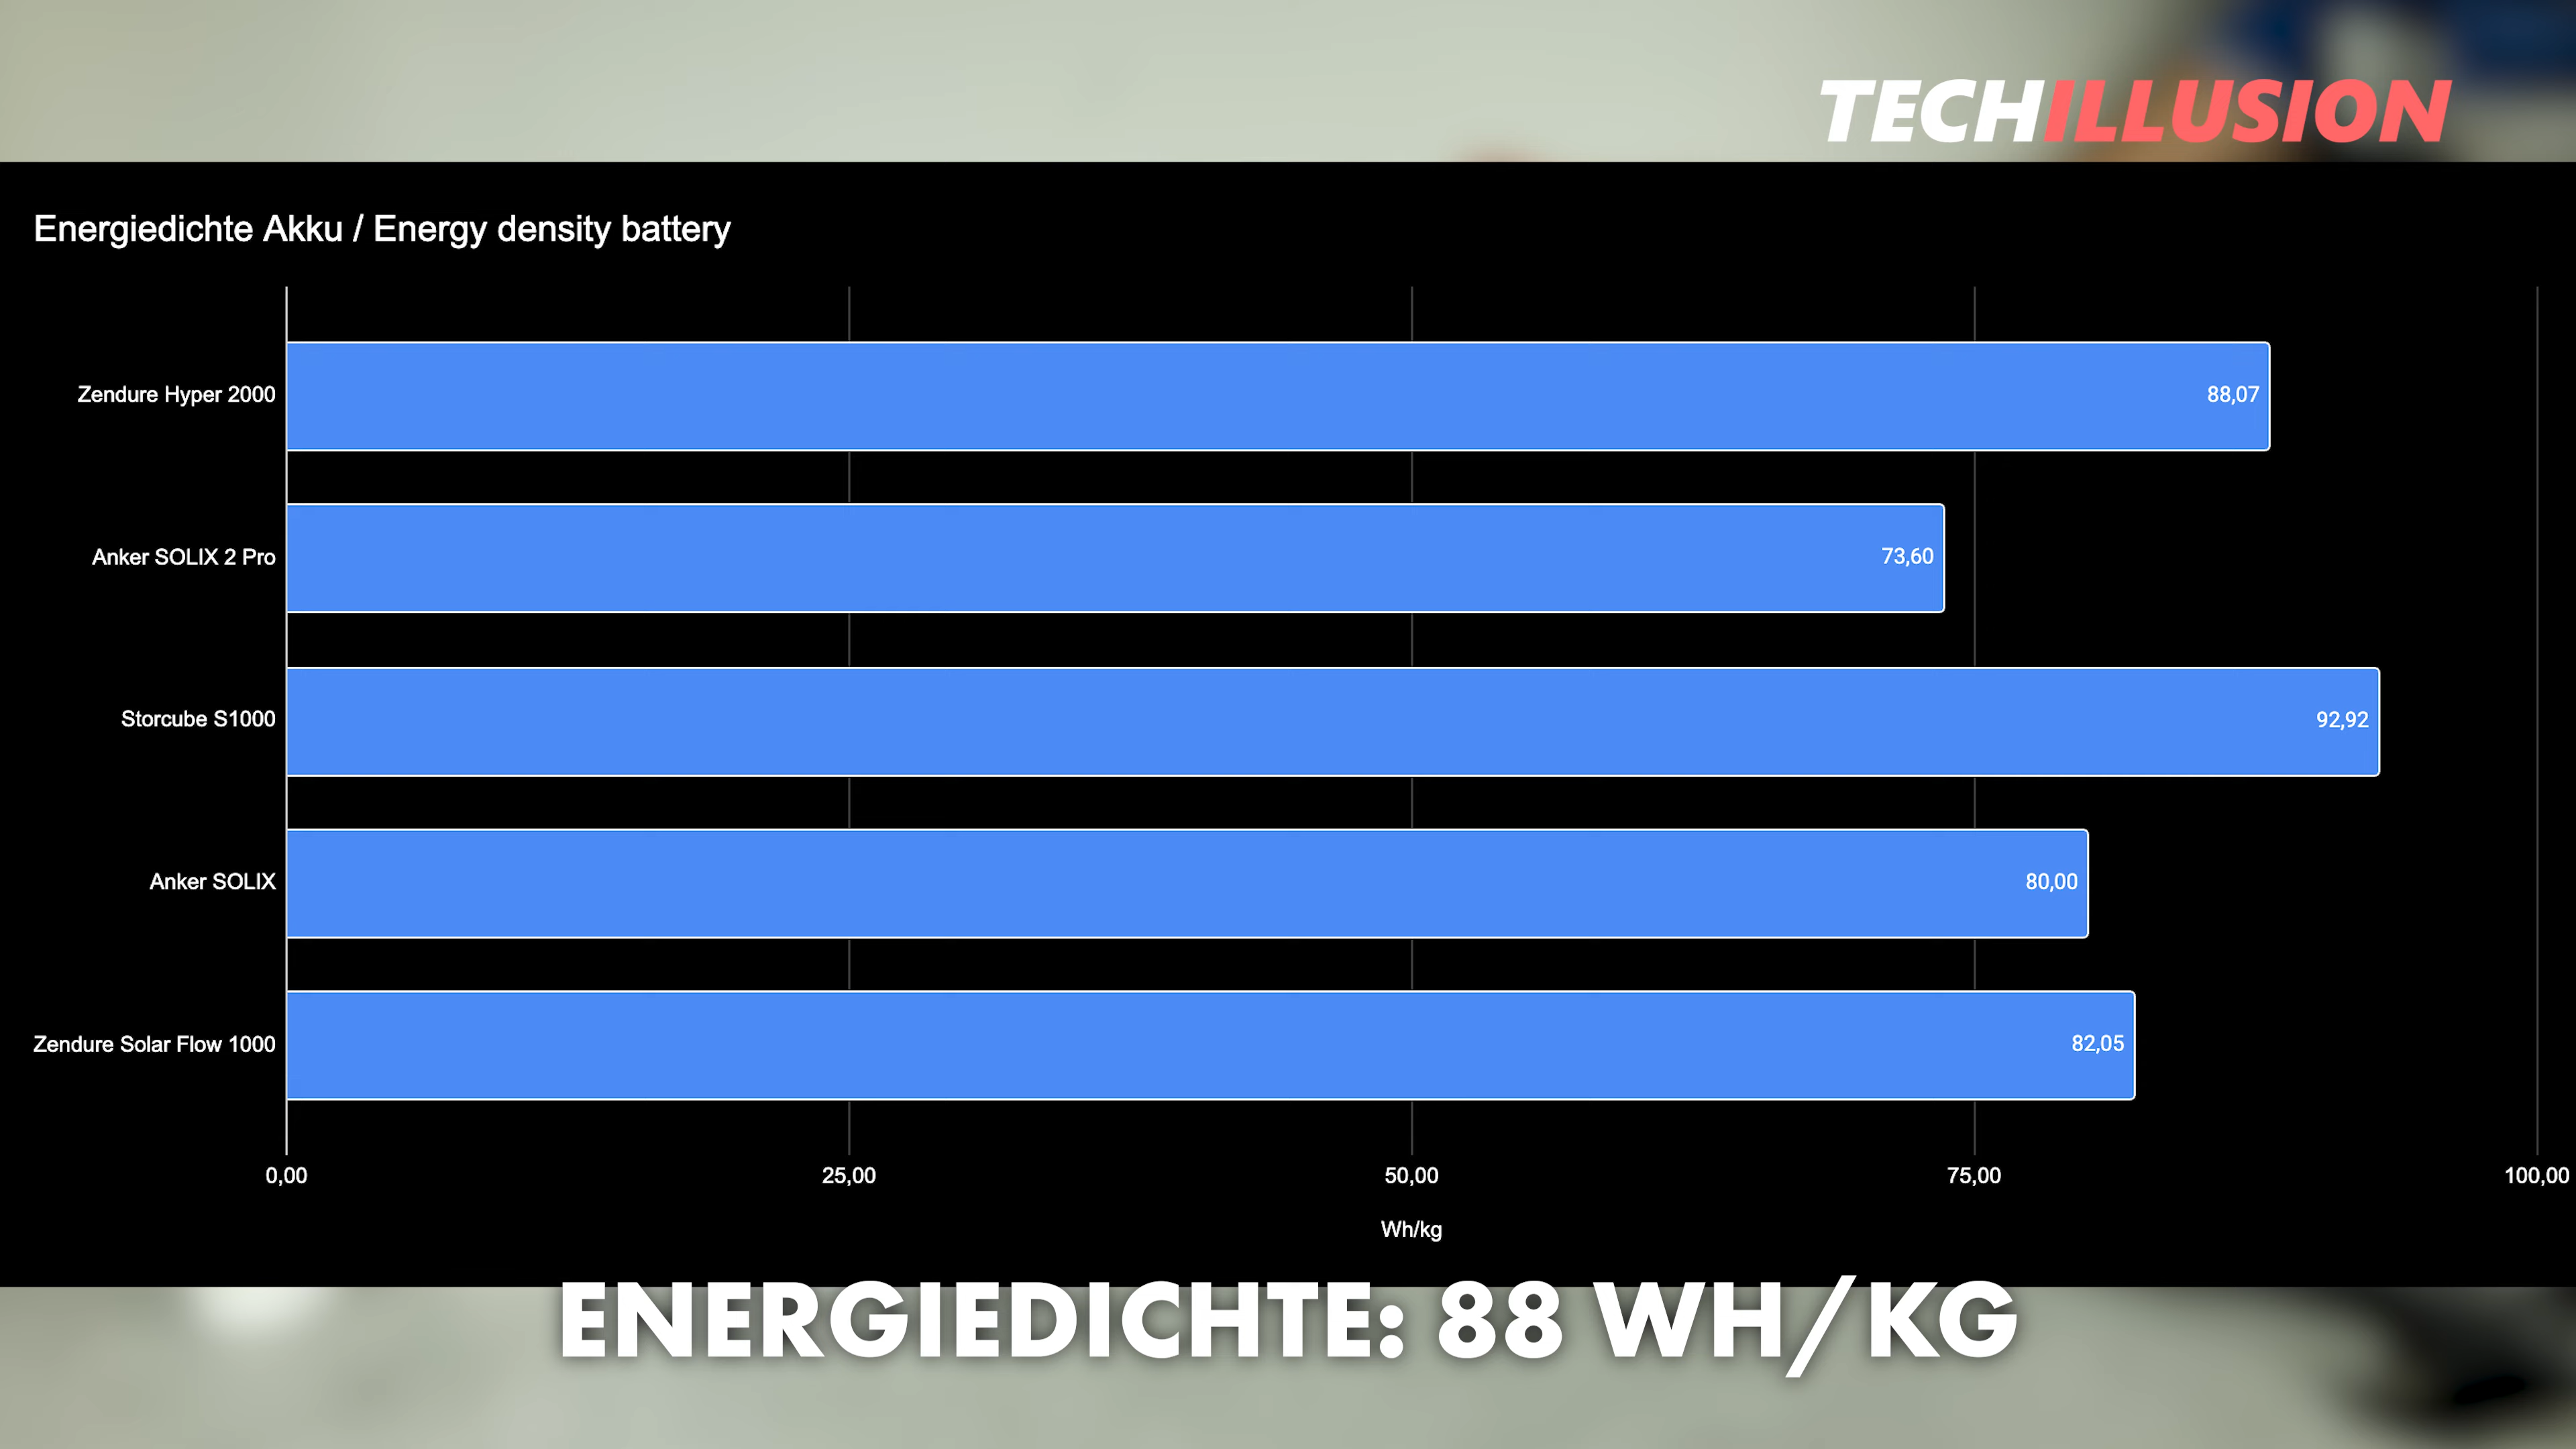 TECHILLUSION
Energiedichte Akku / Energy density battery
Zendure Hyper 2000
88,07
Anker SOLIX 2 Pro
73,60
Storcube S1000
92,92
Anker SOLIX
80,00
Zendure Solar Flow 1000
82,05
0,00 25,00 50,00 75,00 100,00
Wh/kg
ENERGIEDICHTE: 88 WH/KG